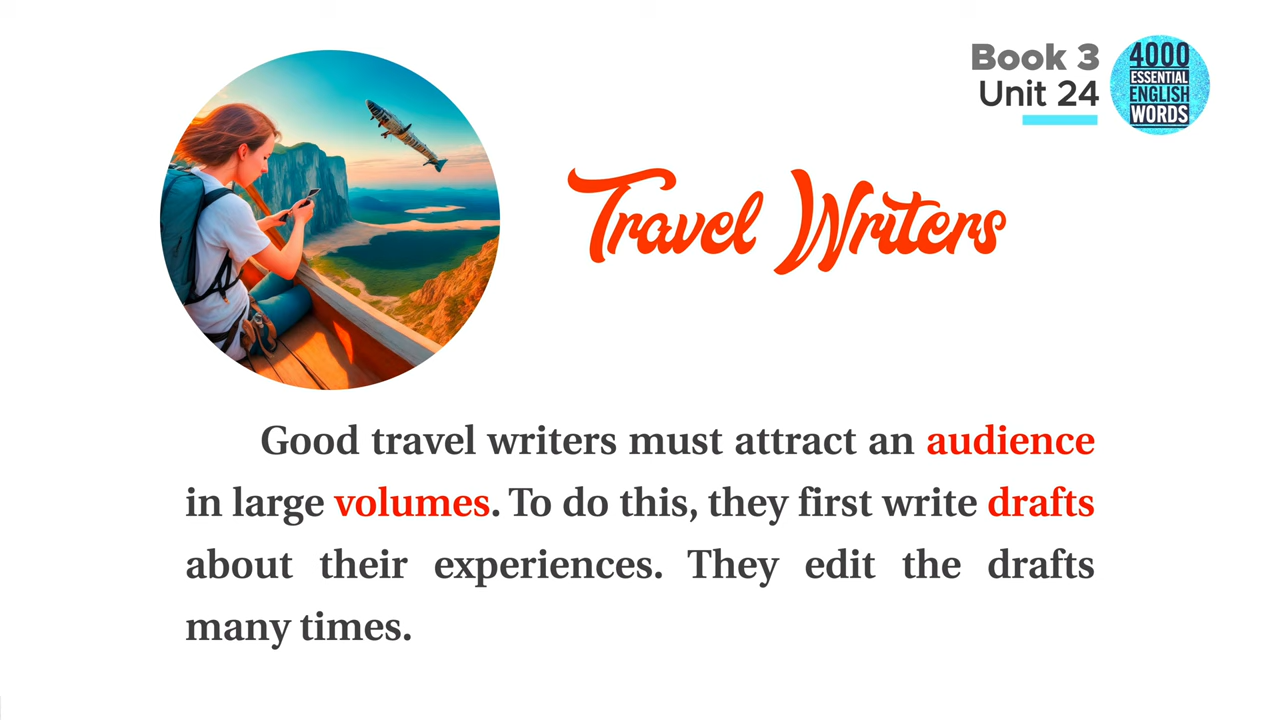 Book 3
Unit 24
4000
ESSENTIAL
ENGLISH
WORDS
Travel Writers
Good travel writers must attract an audience
in large volumes. To do this, they first write drafts
about their experiences. They edit the drafts
many times.